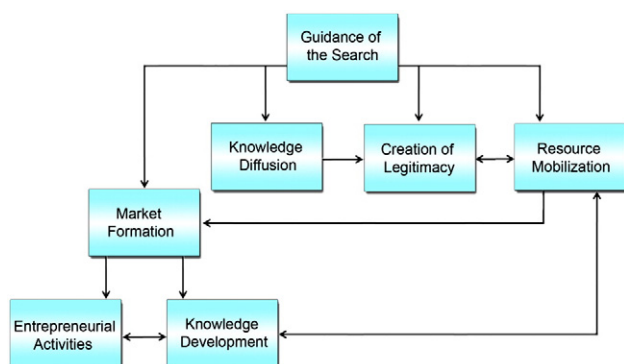 Guidance of
the Search
Knowledge
Diffusion
Creation of
Legitimacy
Resource
Mobilization
Market
Formation
Entrepreneurial
Activities
Knowledge
Development